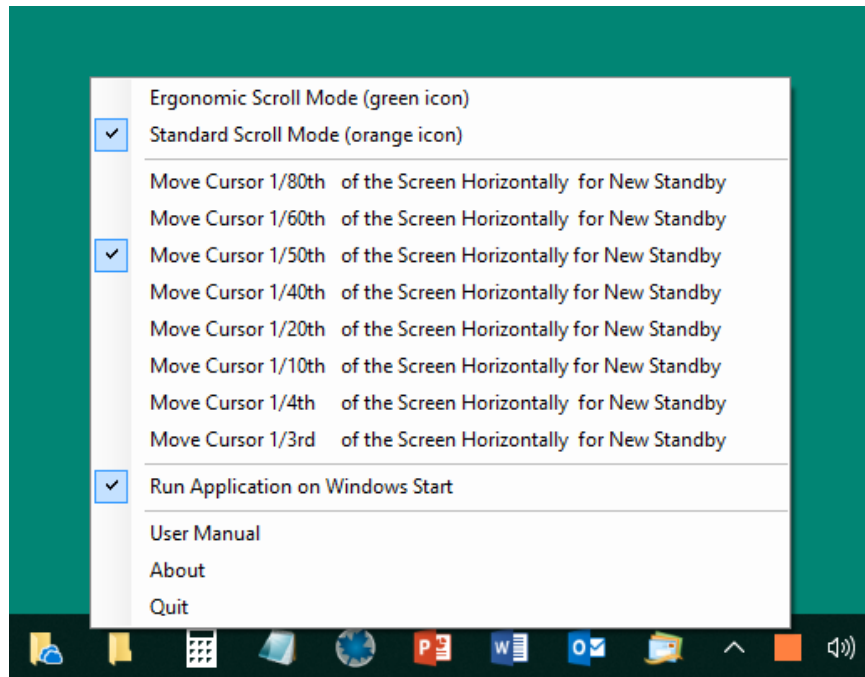 Ergonomic Scroll Mode (green icon)
Standard Scroll Mode (orange icon)
Move Cursor 1/80th of the Screen Horizontally for New Standby
Move Cursor 1/60th of the Screen Horizontally for New Standby
Move Cursor 1/50th of the Screen Horizontally for New Standby
Move Cursor 1/40th of the Screen Horizontally for New Standby
Move Cursor 1/20th of the Screen Horizontally for New Standby
Move Cursor 1/10th of the Screen Horizontally for New Standby
Move Cursor 1/4th of the Screen Horizontally for New Standby
Move Cursor 1/3rd of the Screen Horizontally for New Standby
Run Application on Windows Start
User Manual
About
Quit
P W O